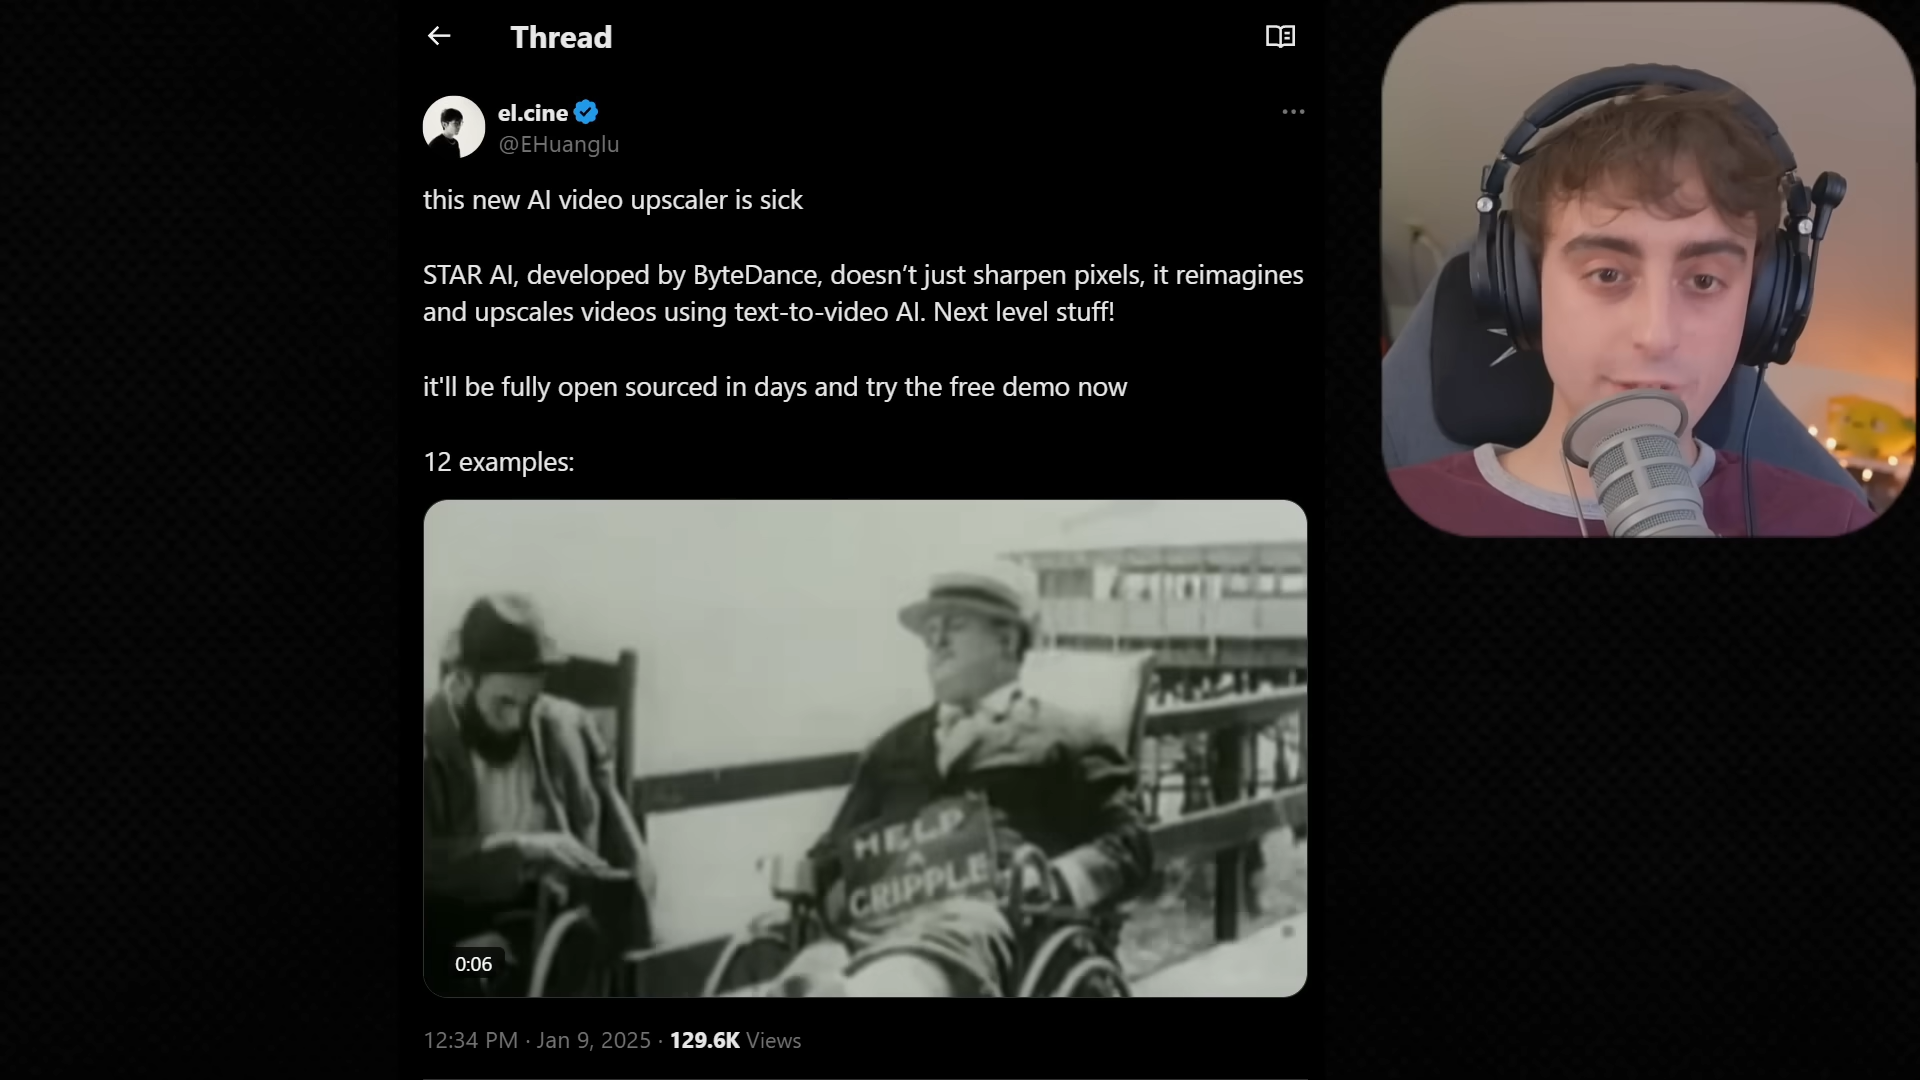 Thread
el.cine
@EHuanglu
this new AI video upscaler is sick
STAR AI, developed by ByteDance, doesn’t just sharpen pixels, it reimagines
and upscales videos using text-to-video AI. Next level stuff!
it'll be fully open sourced in days and try the free demo now
12 examples:
HELP
A
CRIPPLE
0:06
12:34 PM · Jan 9, 2025 · 129.6K Views